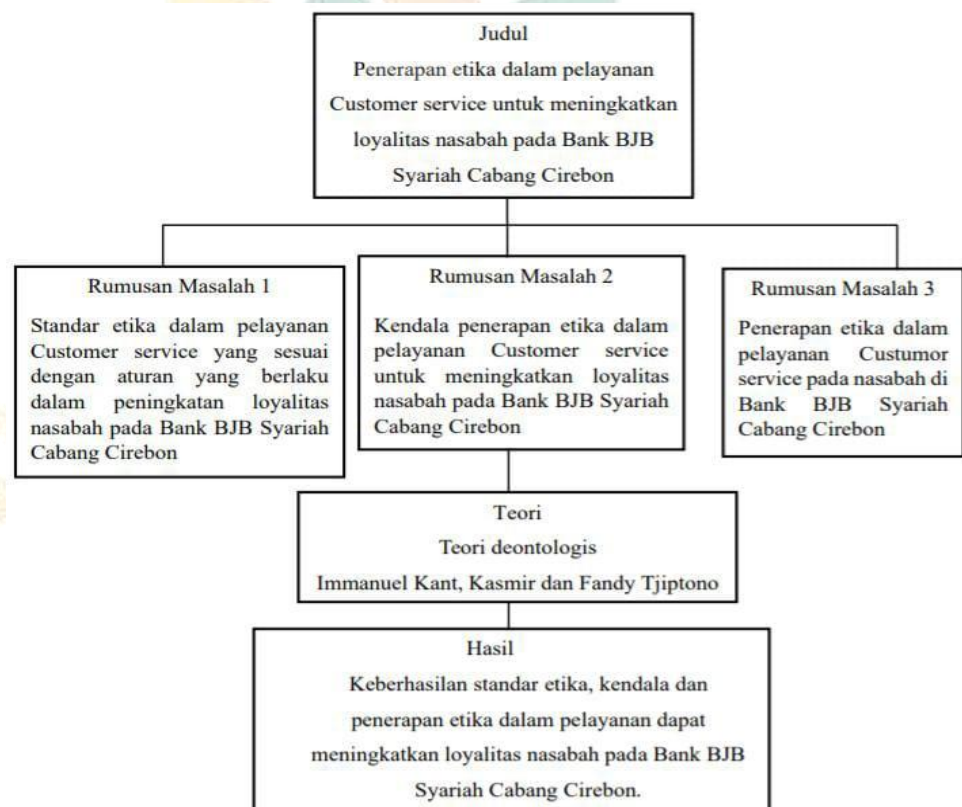 Judul
Penerapan etika dalam pelayanan
Customer service untuk meningkatkan
loyalitas nasabah pada Bank BJB
Syariah Cabang Cirebon
Rumusan Masalah 1
Standar etika dalam pelayanan
Customer service yang sesuai
dengan aturan yang berlaku
dalam peningkatan loyalitas
nasabah pada Bank BJB Syariah
Cabang Cirebon
Rumusan Masalah 2
Kendala penerapan etika dalam
pelayanan Customer service
untuk meningkatkan loyalitas
nasabah pada Bank BJB Syariah
Cabang Cirebon
Rumusan Masalah 3
Penerapan etika dalam
pelayanan Custumor
service pada nasabah di
Bank BJB Syariah
Cabang Cirebon
Teori
Teori deontologis
Immanuel Kant, Kasmir dan Fandy Tjiptono
Hasil
Keberhasilan standar etika, kendala dan
penerapan etika dalam pelayanan dapat
meningkatkan loyalitas nasabah pada Bank BJB
Syariah Cabang Cirebon.